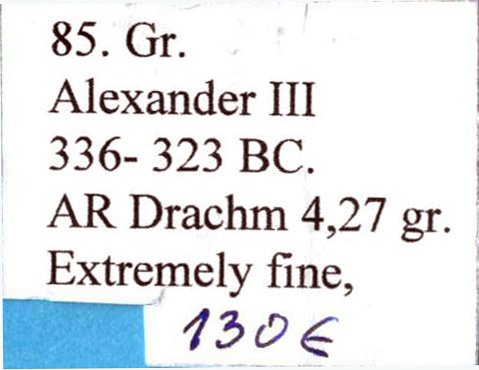 85. Gr.
Alexander III
336- 323 BC.
AR Drachm 4,27 gr.
Extremely fine,
130€